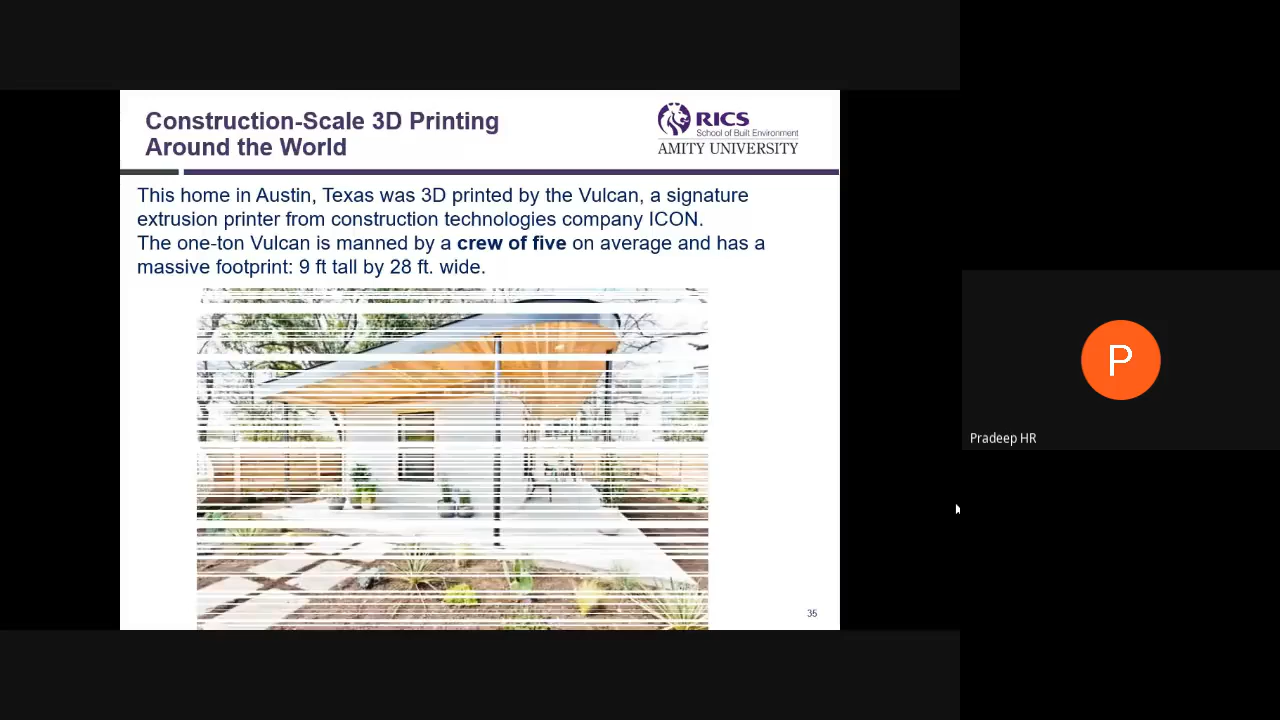 Construction-Scale 3D Printing
Around the World
RICS
School of Built Environment
AMITY UNIVERSITY
This home in Austin, Texas was 3D printed by the Vulcan, a signature
extrusion printer from construction technologies company ICON.
The one-ton Vulcan is manned by a crew of five on average and has a
massive footprint: 9 ft tall by 28 ft. wide.
35
P
Pradeep HR